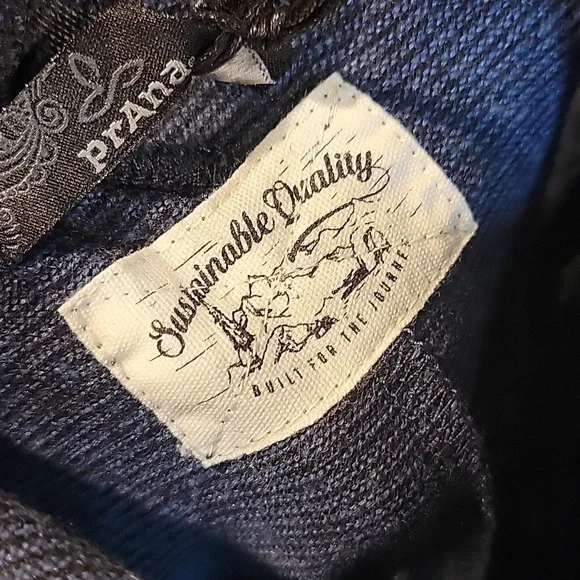 prAna
Sustainable Quality
BUILT FOR THE JOURNEY